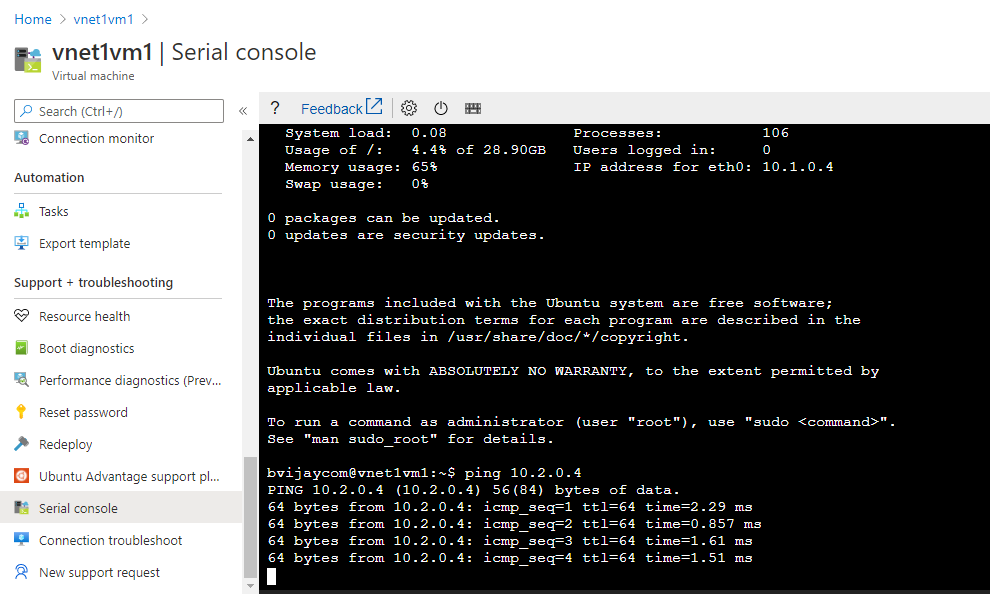 Home > vnet1vm1 >
vnet1vm1 | Serial console
Virtual machine
Search (Ctrl+/)
«
Connection monitor
Automation
Tasks
Export template
Support + troubleshooting
Resource health
Boot diagnostics
Performance diagnostics (Prev...
Reset password
Redeploy
Ubuntu Advantage support pl...
Serial console
Connection troubleshoot
New support request
? Feedback
System load: 0.08 Processes: 106
Usage of /: 4.4% of 28.90GB Users logged in: 0
Memory usage: 65% IP address for eth0: 10.1.0.4
Swap usage: 0%
0 packages can be updated.
0 updates are security updates.
The programs included with the Ubuntu system are free software;
the exact distribution terms for each program are described in the
individual files in /usr/share/doc/*/copyright.
Ubuntu comes with ABSOLUTELY NO WARRANTY, to the extent permitted by
applicable law.
To run a command as administrator (user "root"), use "sudo <command>".
See "man sudo_root" for details.
bvijaycom@vnet1vm1:~$ ping 10.2.0.4
PING 10.2.0.4 (10.2.0.4) 56(84) bytes of data.
64 bytes from 10.2.0.4: icmp_seq=1 ttl=64 time=2.29 ms
64 bytes from 10.2.0.4: icmp_seq=2 ttl=64 time=0.857 ms
64 bytes from 10.2.0.4: icmp_seq=3 ttl=64 time=1.61 ms
64 bytes from 10.2.0.4: icmp_seq=4 ttl=64 time=1.51 ms